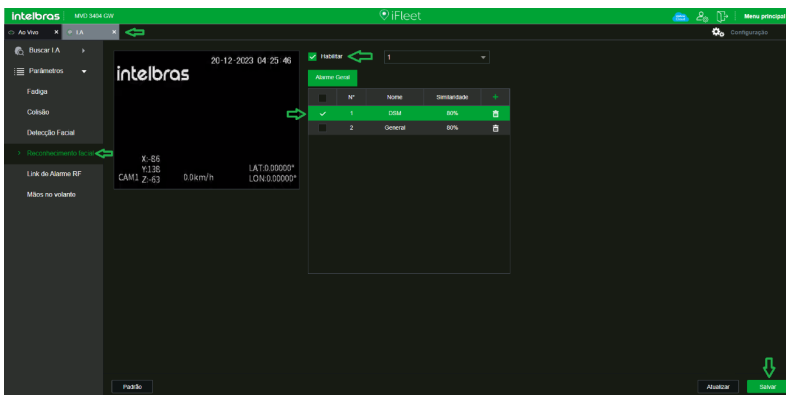 intelbras MVD 3404 GW
iFleet
Menu principal
Ao Vivo x
I.A x
Configuração
Buscar I.A
Parâmetros
Fadiga
Colisão
Detecção Facial
Reconhecimento facial
Link do Alarme RF
Mãos no volante
intelbras
20-12-2023 04:25:46
X:-86
Y:138
CAM1 Z:-63
0.0km/h
LAT:0.00000°
LON:0.00000°
Habilitar
1
Alarme Geral
Nº Nome Similaridade +
1 DSM 80%
2 General 80%
Padrão
Atualizar
Salvar